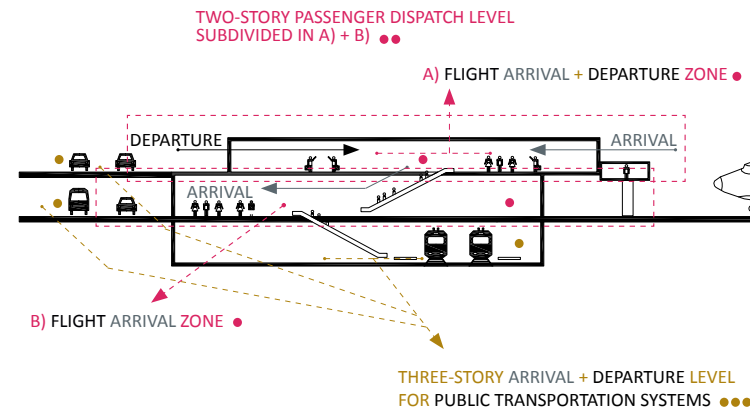 TWO-STORY PASSENGER DISPATCH LEVEL
SUBDIVIDED IN A) + B)
A) FLIGHT ARRIVAL + DEPARTURE ZONE
DEPARTURE
ARRIVAL
ARRIVAL
B) FLIGHT ARRIVAL ZONE
THREE-STORY ARRIVAL + DEPARTURE LEVEL
FOR PUBLIC TRANSPORTATION SYSTEMS